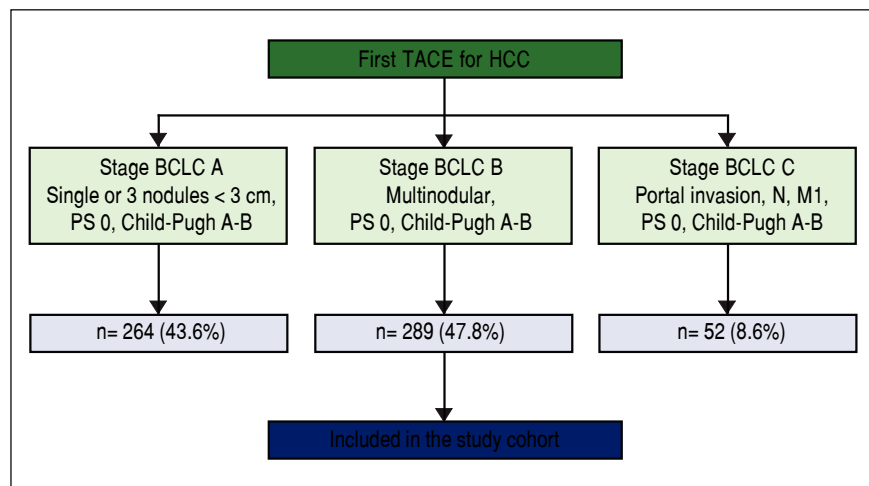 First TACE for HCC
Stage BCLC A
Single or 3 nodules < 3 cm,
PS 0, Child-Pugh A-B
Stage BCLC B
Multinodular,
PS 0, Child-Pugh A-B
Stage BCLC C
Portal invasion, N, M1,
PS 0, Child-Pugh A-B
n= 264 (43.6%)
n= 289 (47.8%)
n= 52 (8.6%)
Included in the study cohort